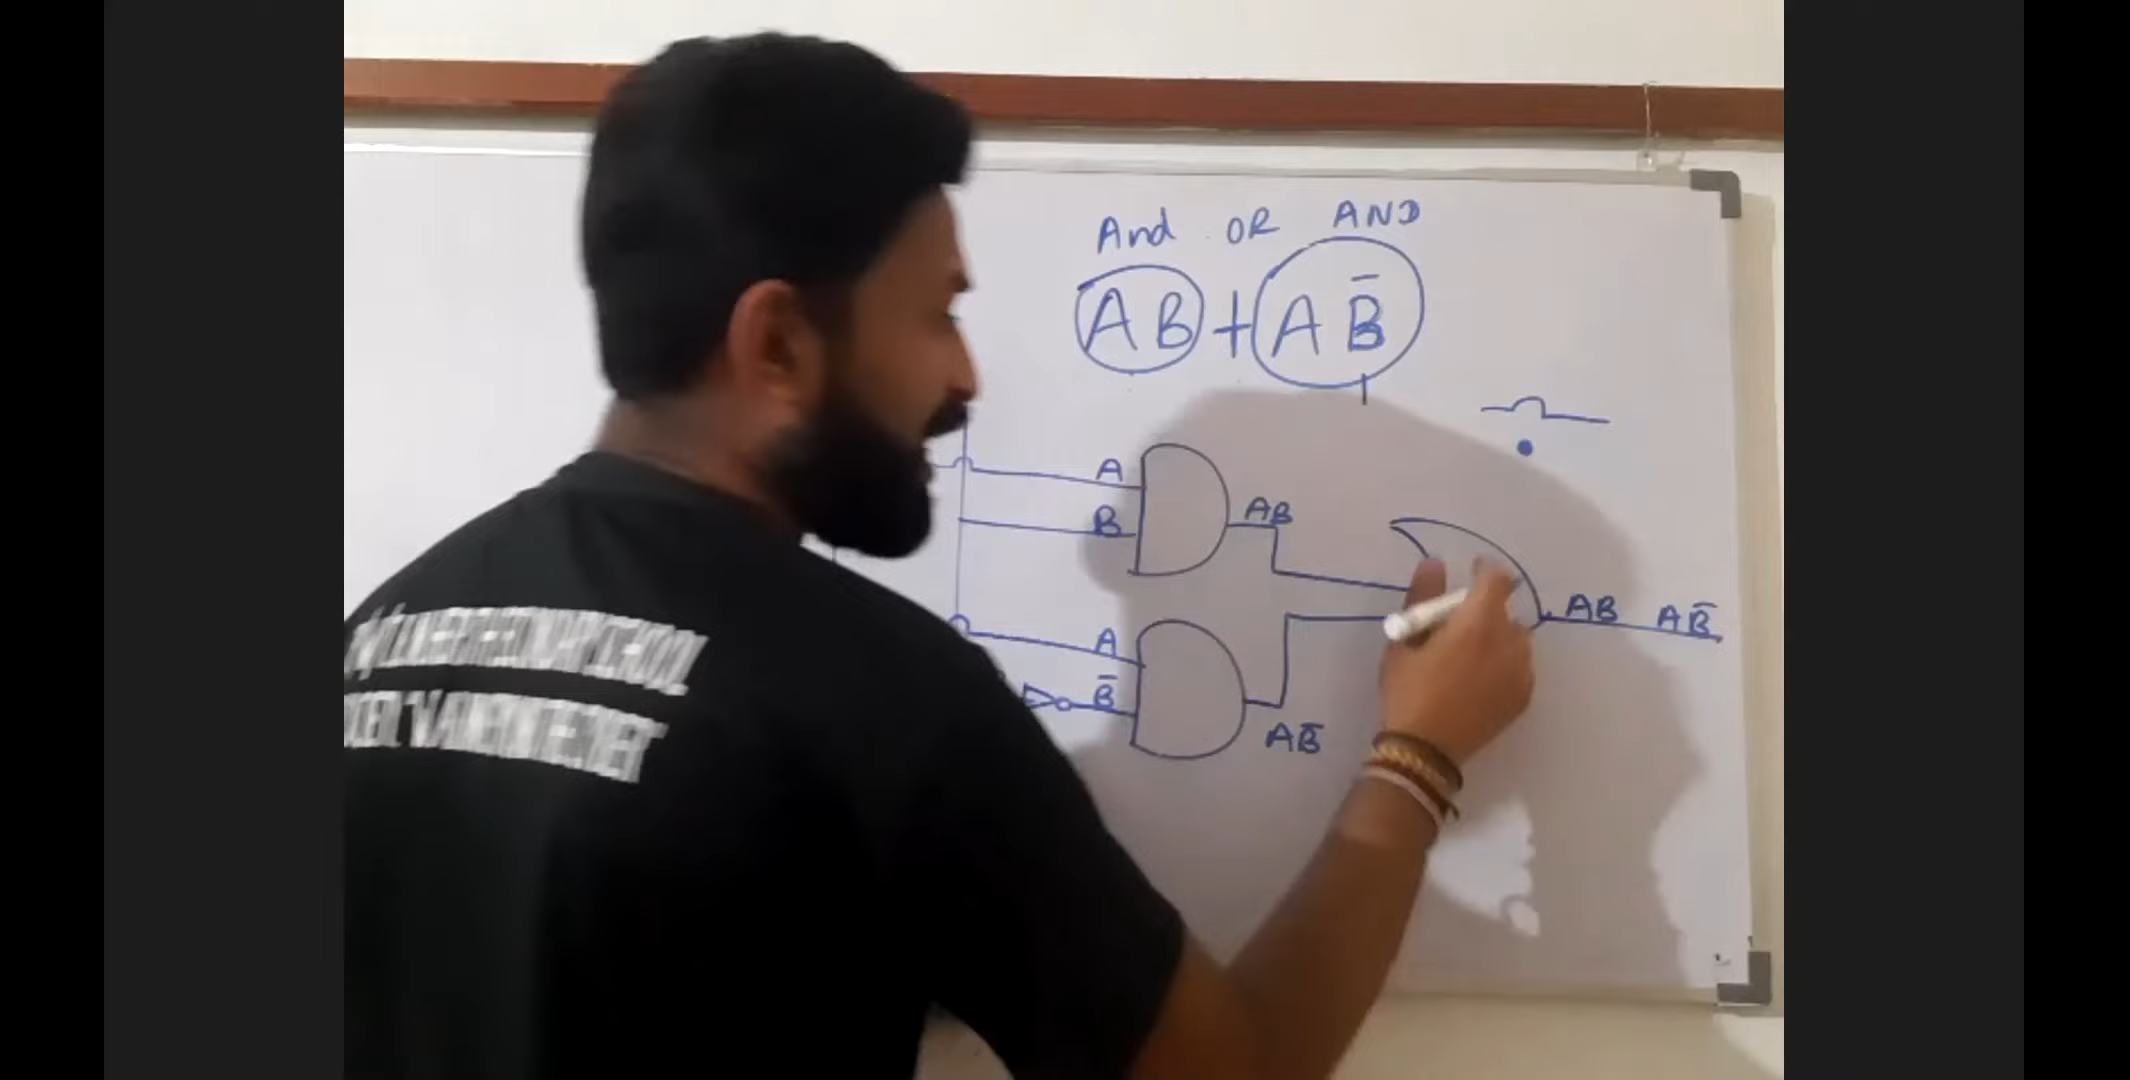 And OR AND
AB + AB̅
A
B
AB
A
B̅
AB̅
AB AB̅